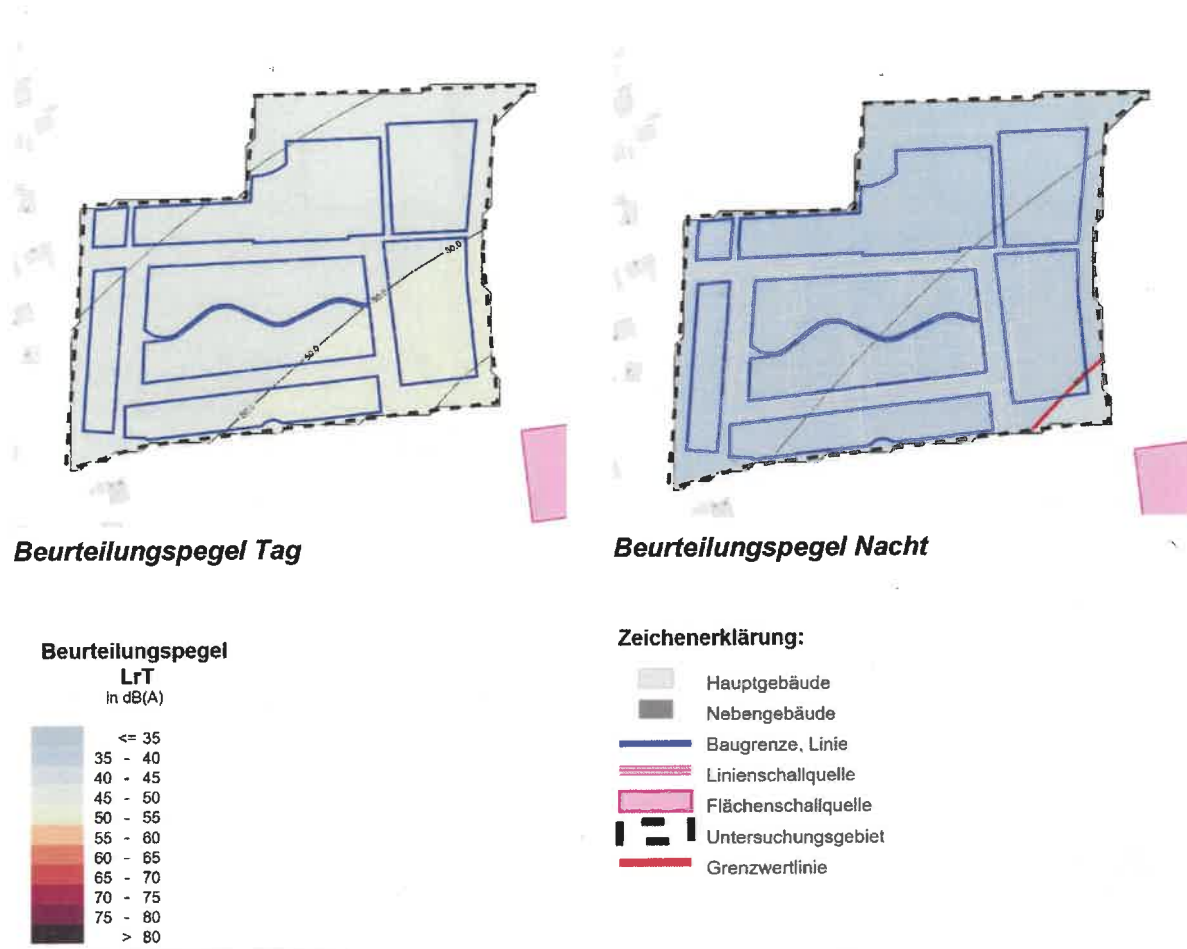 50.0
50.0
50.0
50.0
Beurteilungspegel Tag
Beurteilungspegel Nacht
Beurteilungspegel
LrT
in dB(A)
<= 35
35 - 40
40 - 45
45 - 50
50 - 55
55 - 60
60 - 65
65 - 70
70 - 75
75 - 80
> 80
Zeichenerklärung:
Hauptgebäude
Nebengebäude
Baugrenze, Linie
Linienschallquelle
Flächenschallquelle
Untersuchungsgebiet
Grenzwertlinie